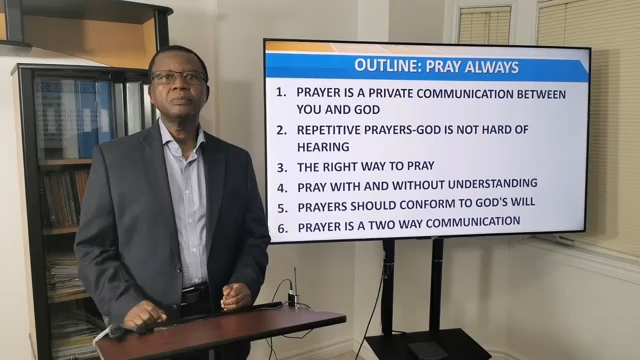 OUTLINE: PRAY ALWAYS
1. PRAYER IS A PRIVATE COMMUNICATION BETWEEN
YOU AND GOD
2. REPETITIVE PRAYERS-GOD IS NOT HARD OF
HEARING
3. THE RIGHT WAY TO PRAY
4. PRAY WITH AND WITHOUT UNDERSTANDING
5. PRAYERS SHOULD CONFORM TO GOD'S WILL
6. PRAYER IS A TWO WAY COMMUNICATION